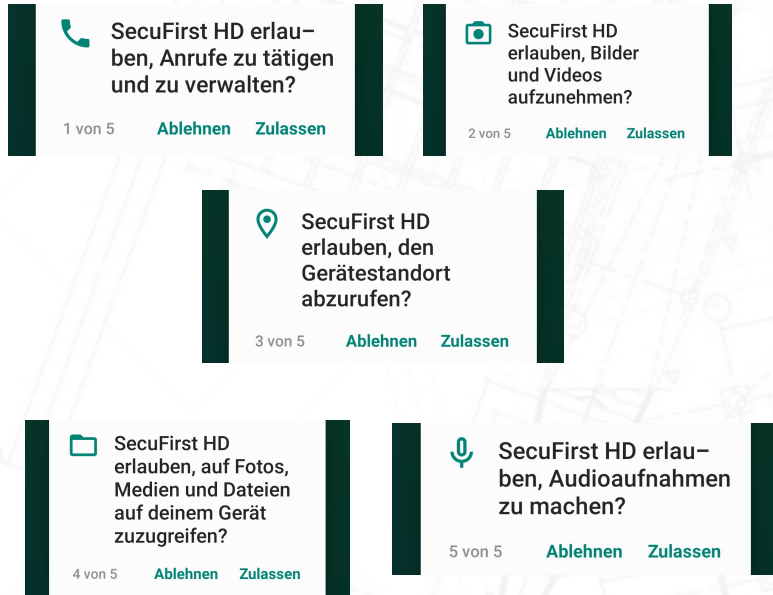 SecuFirst HD erlau–
ben, Anrufe zu tätigen
und zu verwalten?
1 von 5 Ablehnen Zulassen
SecuFirst HD
erlauben, Bilder
und Videos
aufzunehmen?
2 von 5 Ablehnen Zulassen
SecuFirst HD
erlauben, den
Gerätestandort
abzurufen?
3 von 5 Ablehnen Zulassen
SecuFirst HD
erlauben, auf Fotos,
Medien und Dateien
auf deinem Gerät
zuzugreifen?
4 von 5 Ablehnen Zulassen
SecuFirst HD erlau–
ben, Audioaufnahmen
zu machen?
5 von 5 Ablehnen Zulassen